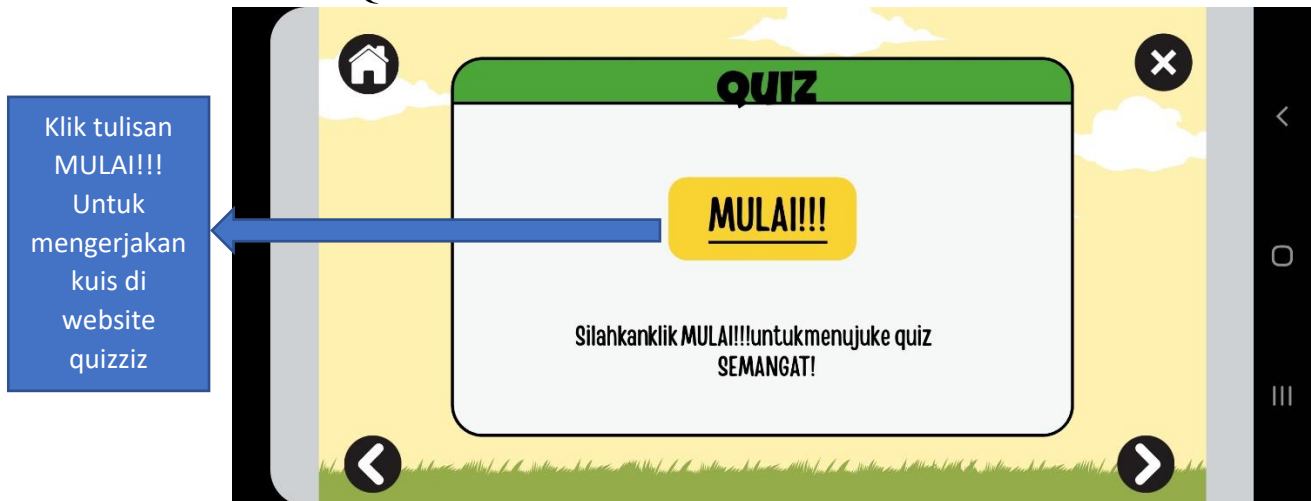 Klik tulisan
MULAI!!!
Untuk
mengerjakan
kuis di
website
quizziz
QUIZ
MULAI!!!
Silahkanklik MULAI!!!untukmenujuke quiz
SEMANGAT!